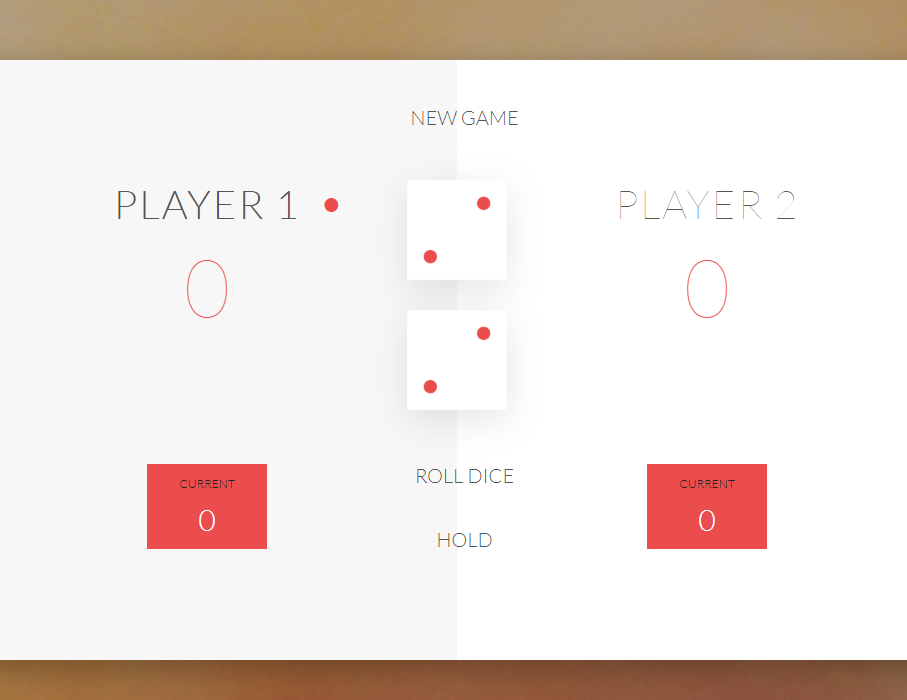 NEW GAME
PLAYER 1
0
PLAYER 2
0
CURRENT
0
ROLL DICE
HOLD
CURRENT
0